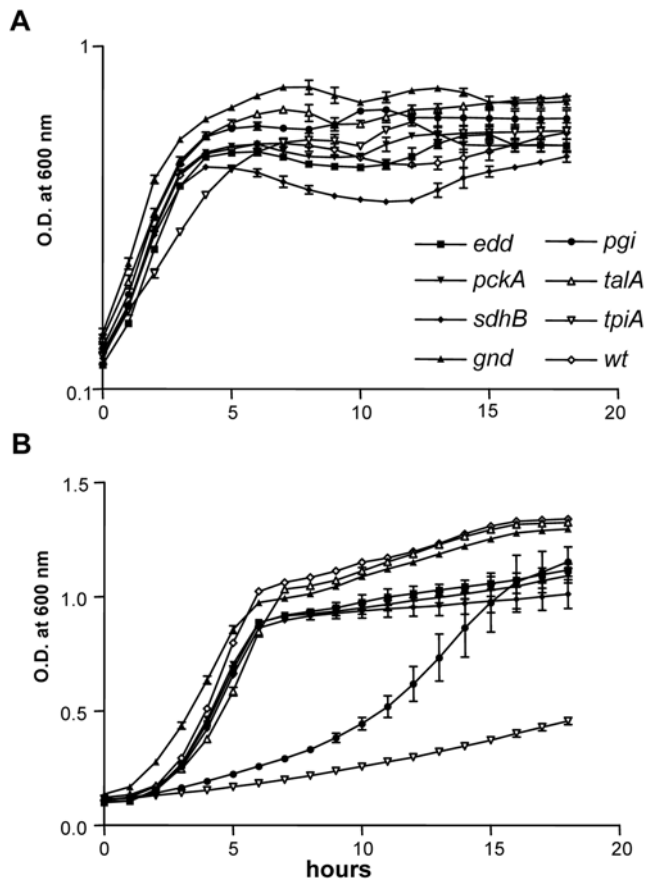 A
1
O.D. at 600 nm
0.1
0 5 10 15 20
edd pgi
pckA talA
sdhB tpiA
gnd wt
B
1.5
1.0
O.D. at 600 nm
0.5
0.0
0 5 10 15 20
hours